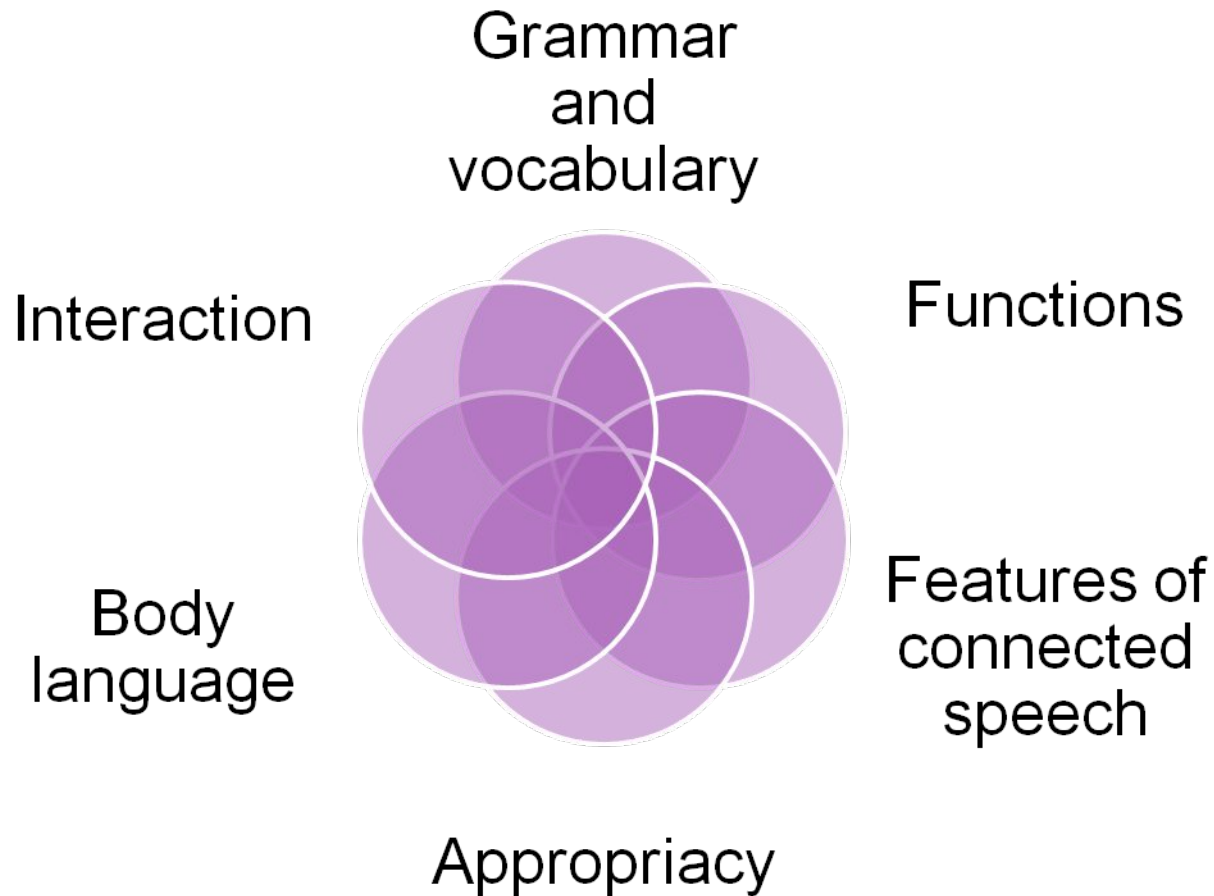 Grammar
and
vocabulary
Interaction
Functions
Body
language
Features of
connected
speech
Appropriacy